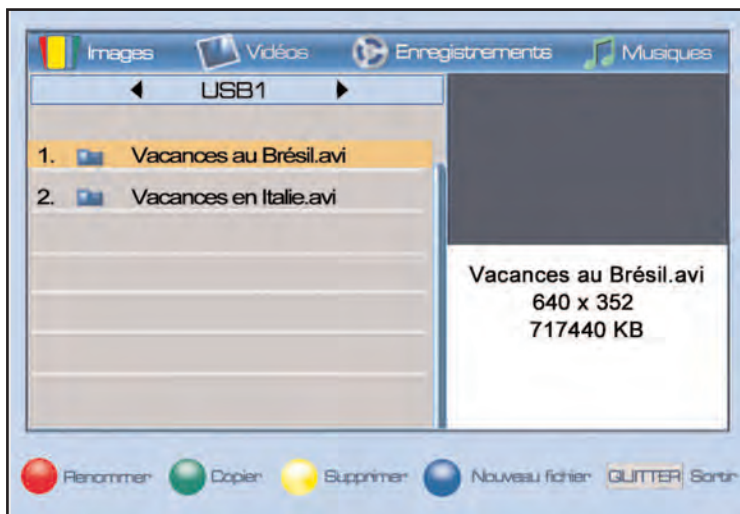 Images Vidéos Enregistrements Musiques
USB1
1. Vacances au Brésil.avi
2. Vacances en Italie.avi
Vacances au Brésil.avi
640 x 352
717440 KB
Renommer Copier Supprimer Nouveau fichier QUITTER Sortir